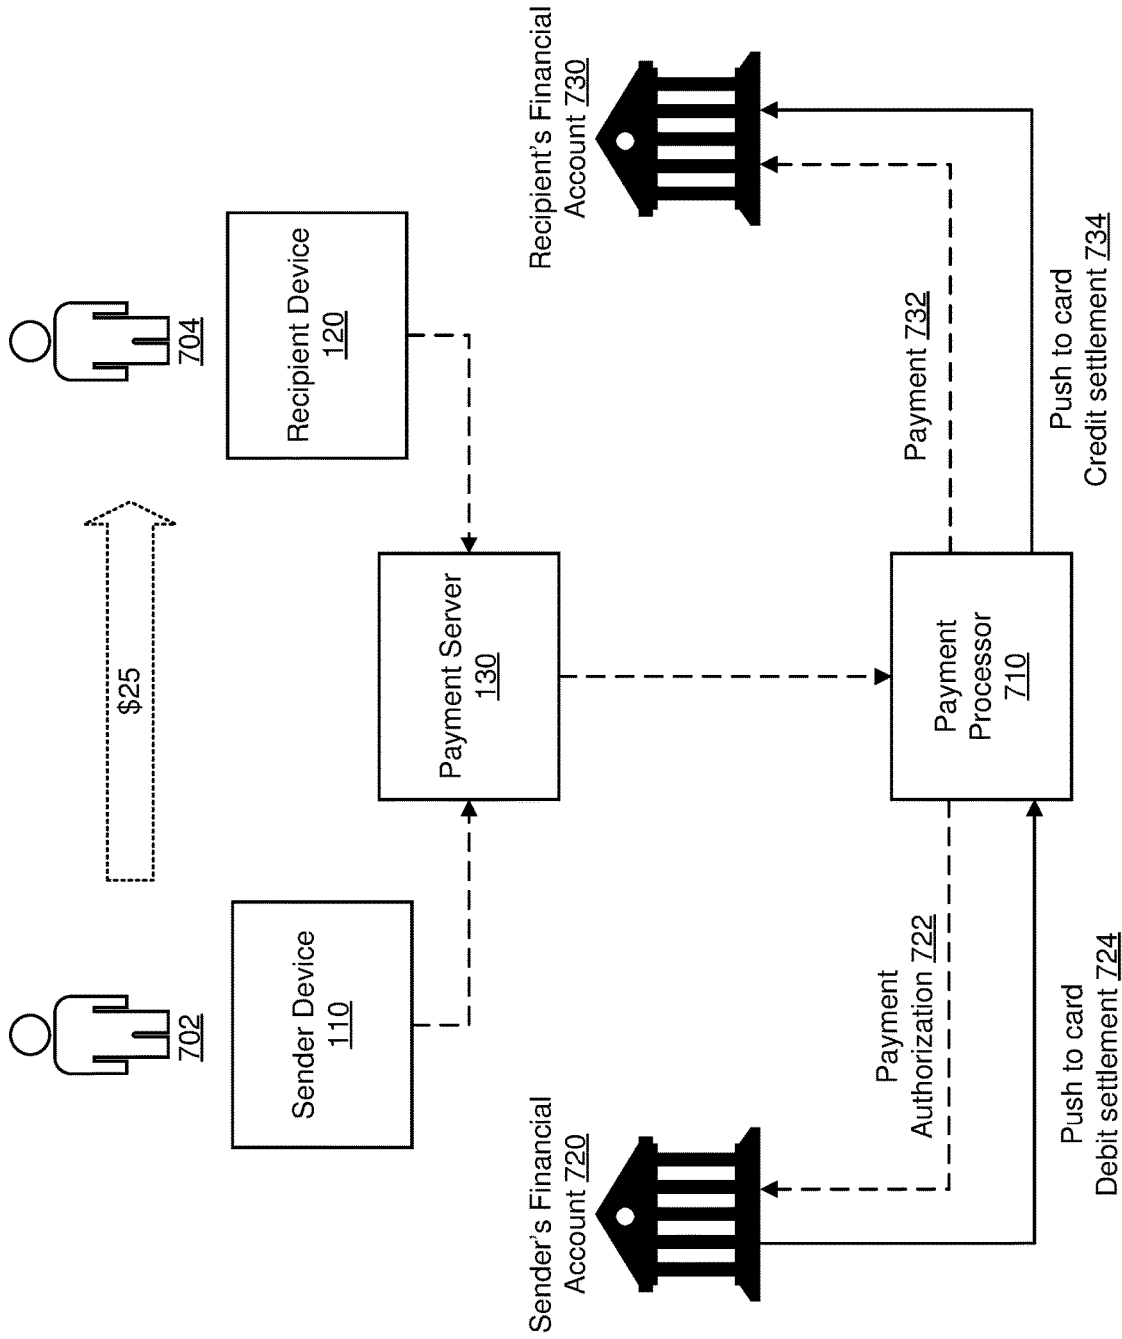 702
$25
704
Sender Device
110
Recipient Device
120
Payment Server
130
Sender's Financial
Account 720
Recipient's Financial
Account 730
Payment
Authorization 722
Payment
Processor
710
Payment 732
Push to card
Debit settlement 724
Push to card
Credit settlement 734